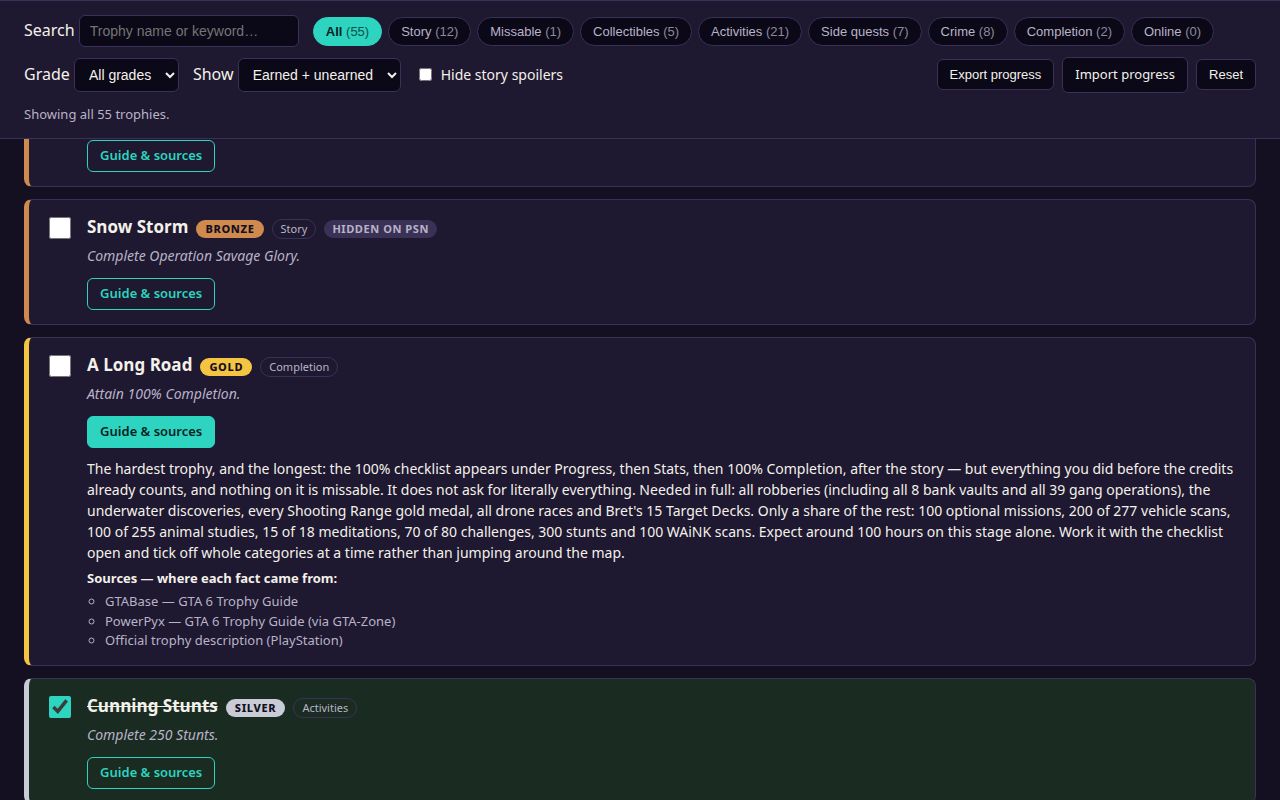 Search Trophy name or keyword… All (55) Story (12) Missable (1) Collectibles (5) Activities (21) Side quests (7) Crime (8) Completion (2) Online (0)
Grade All grades Show Earned + unearned Hide story spoilers Export progress Import progress Reset
Showing all 55 trophies.
Guide & sources
Snow Storm BRONZE Story HIDDEN ON PSN
Complete Operation Savage Glory.
Guide & sources
A Long Road GOLD Completion
Attain 100% Completion.
Guide & sources
The hardest trophy, and the longest: the 100% checklist appears under Progress, then Stats, then 100% Completion, after the story — but everything you did before the credits
already counts, and nothing on it is missable. It does not ask for literally everything. Needed in full: all robberies (including all 8 bank vaults and all 39 gang operations), the
underwater discoveries, every Shooting Range gold medal, all drone races and Bret's 15 Target Decks. Only a share of the rest: 100 optional missions, 200 of 277 vehicle scans,
100 of 255 animal studies, 15 of 18 meditations, 70 of 80 challenges, 300 stunts and 100 WAiNK scans. Expect around 100 hours on this stage alone. Work it with the checklist
open and tick off whole categories at a time rather than jumping around the map.
Sources — where each fact came from:
GTABase — GTA 6 Trophy Guide
PowerPyx — GTA 6 Trophy Guide (via GTA-Zone)
Official trophy description (PlayStation)
Cunning Stunts SILVER Activities
Complete 250 Stunts.
Guide & sources